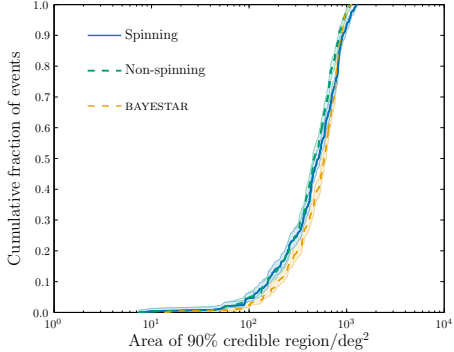 Cumulative fraction of events
1.0
0.9
0.8
0.7
0.6
0.5
0.4
0.3
0.2
0.1
0.0
Spinning
Non-spinning
BAYESTAR
10⁰ 10¹ 10² 10³ 10⁴
Area of 90% credible region/deg²